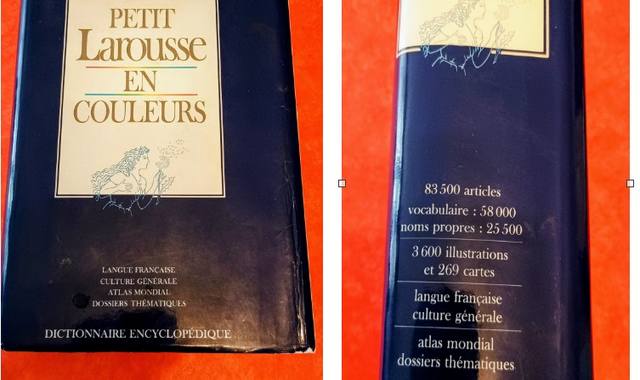 PETIT
Larousse
EN
COULEURS
LANGUE FRANÇAISE
CULTURE GÉNÉRALE
ATLAS MONDIAL
DOSSIERS THÉMATIQUES
DICTIONNAIRE ENCYCLOPÉDIQUE
83 500 articles
vocabulaire : 58 000
noms propres : 25 500
3 600 illustrations
et 269 cartes
langue française
culture générale
atlas mondial
dossiers thématiques